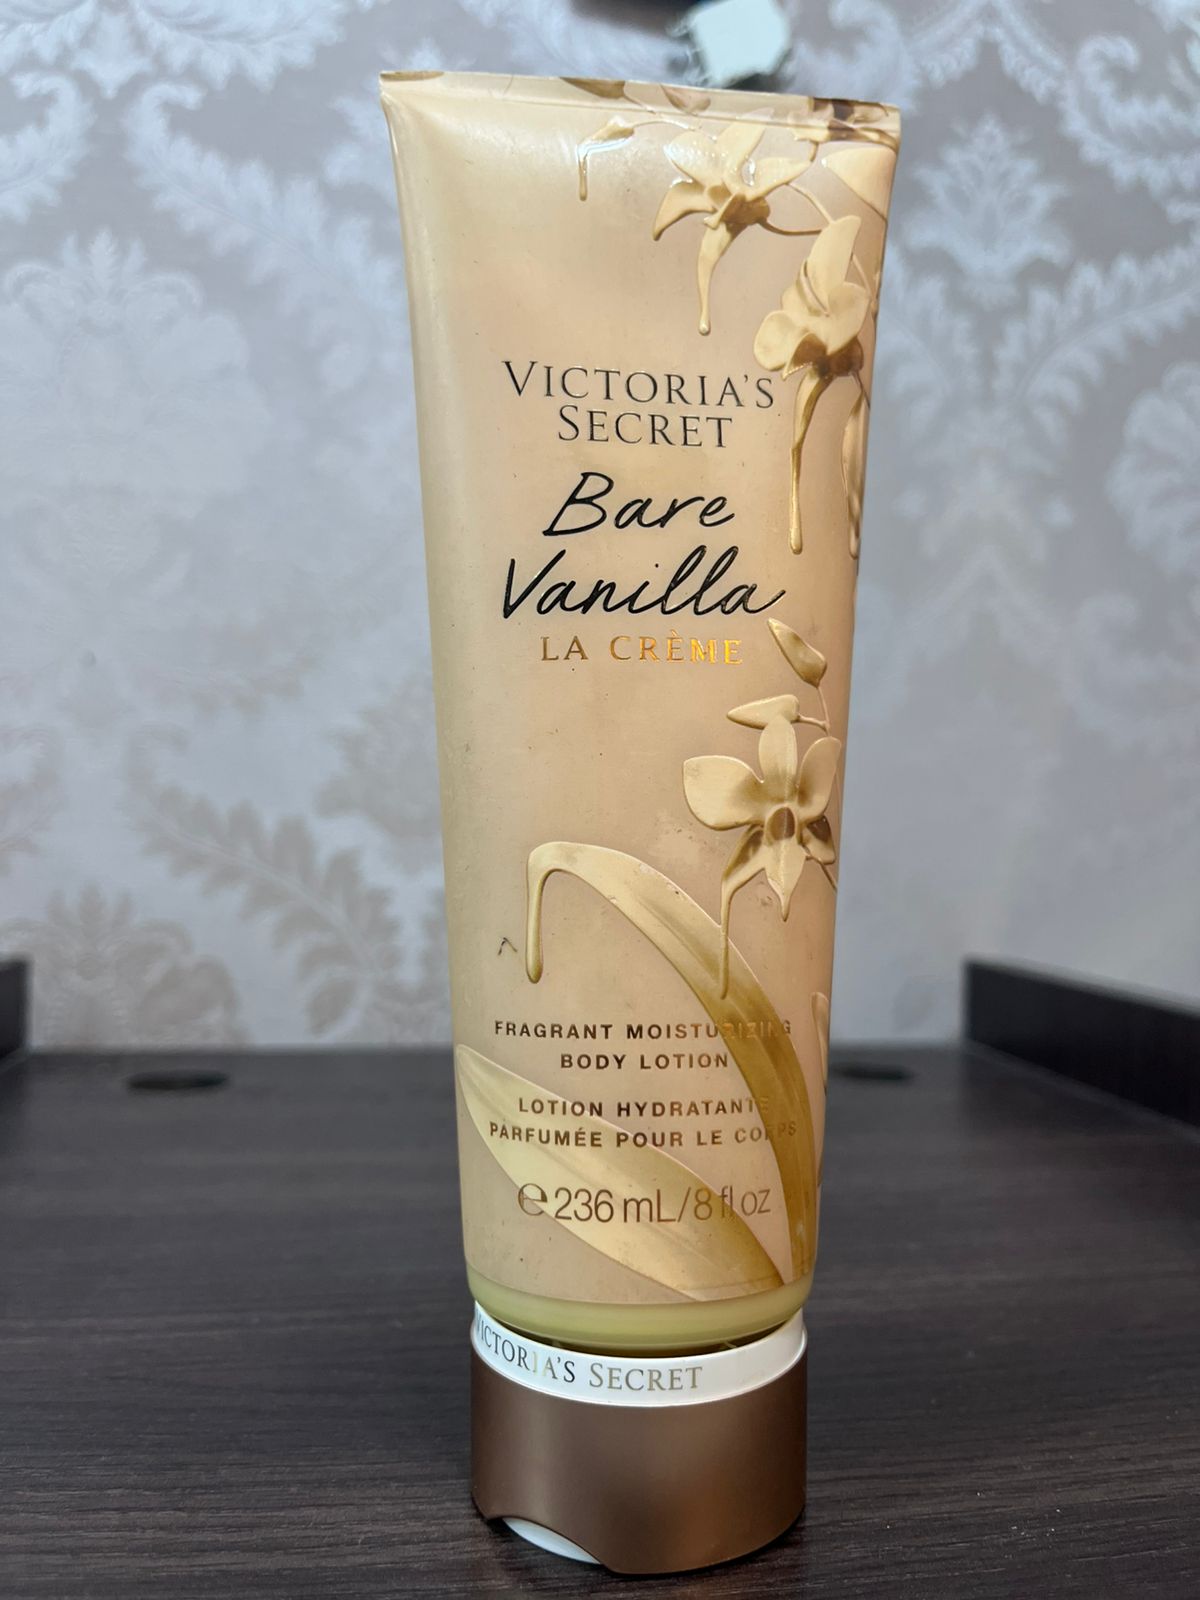 VICTORIA'S
SECRET
Bare
Vanilla
LA CRÈME
FRAGRANT MOISTURIZING
BODY LOTION
LOTION HYDRATANTE
PARFUMÉE POUR LE CORPS
℮ 236 mL/8 fl oz
VICTORIA'S SECRET